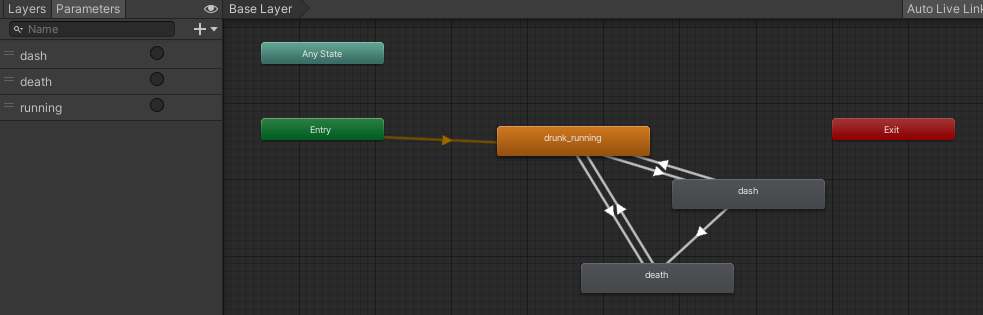 Layers Parameters
Base Layer
Auto Live Link
Name
dash
death
running
Any State
Entry
drunk_running
Exit
dash
death